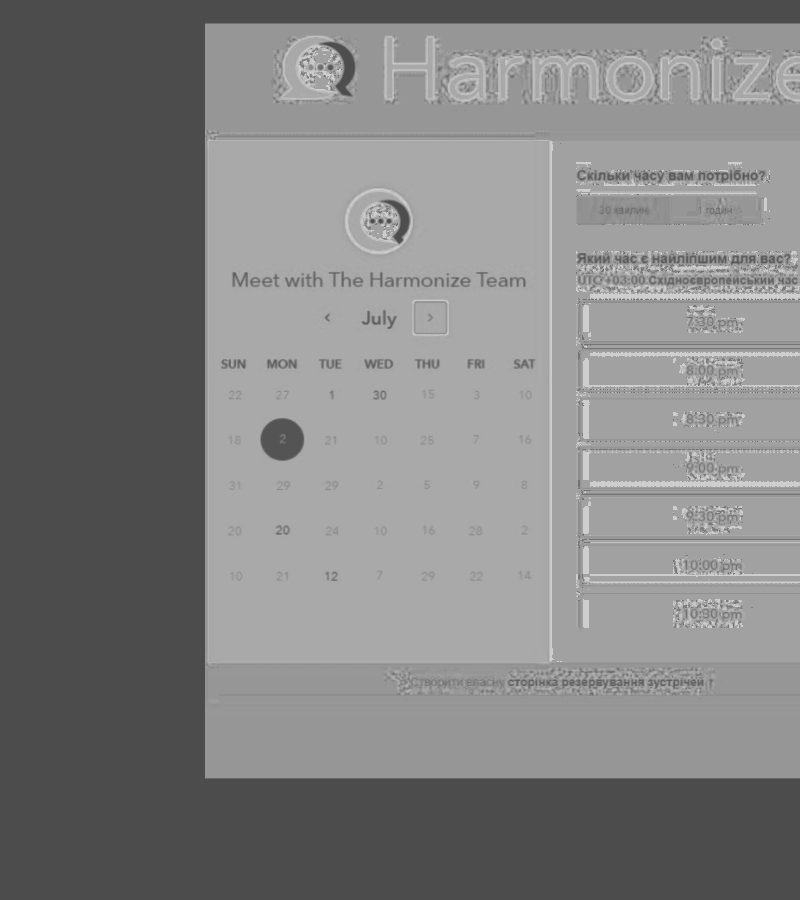 Harmonize
Meet with The Harmonize Team
‹ July ›
SUN MON TUE WED THU FRI SAT
22 27 1 30 15 3 10
18 2 21 10 25 7 16
31 29 29 2 5 9 8
20 20 24 10 16 28 2
10 21 12 7 29 22 14
Скільки часу вам потрібно?
30 хвилин 1 годин
Який час є найліпшим для вас?
UTC +03:00 Східноєвропейський час
7:30 pm
8:00 pm
8:30 pm
9:00 pm
9:30 pm
10:00 pm
10:30 pm
Створити власну сторінка резервування зустрічей